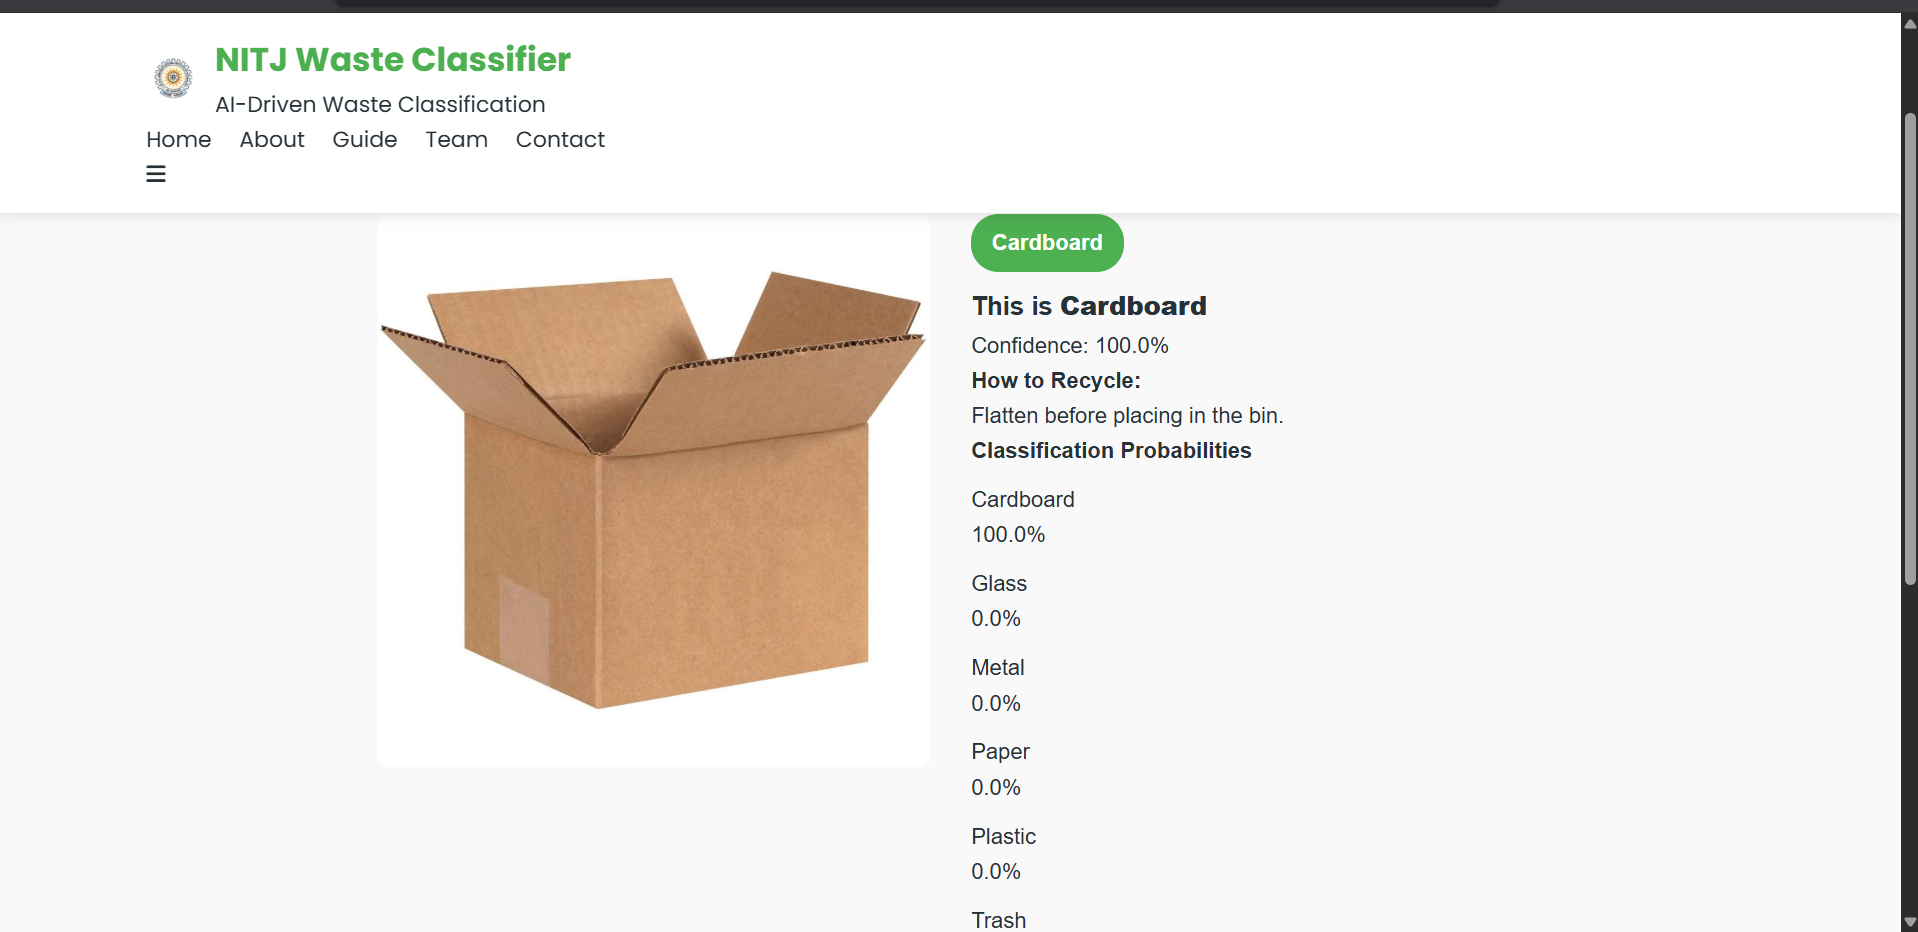 NITJ Waste Classifier
AI-Driven Waste Classification
Home About Guide Team Contact
Cardboard
This is Cardboard
Confidence: 100.0%
How to Recycle:
Flatten before placing in the bin.
Classification Probabilities
Cardboard
100.0%
Glass
0.0%
Metal
0.0%
Paper
0.0%
Plastic
0.0%
Trash